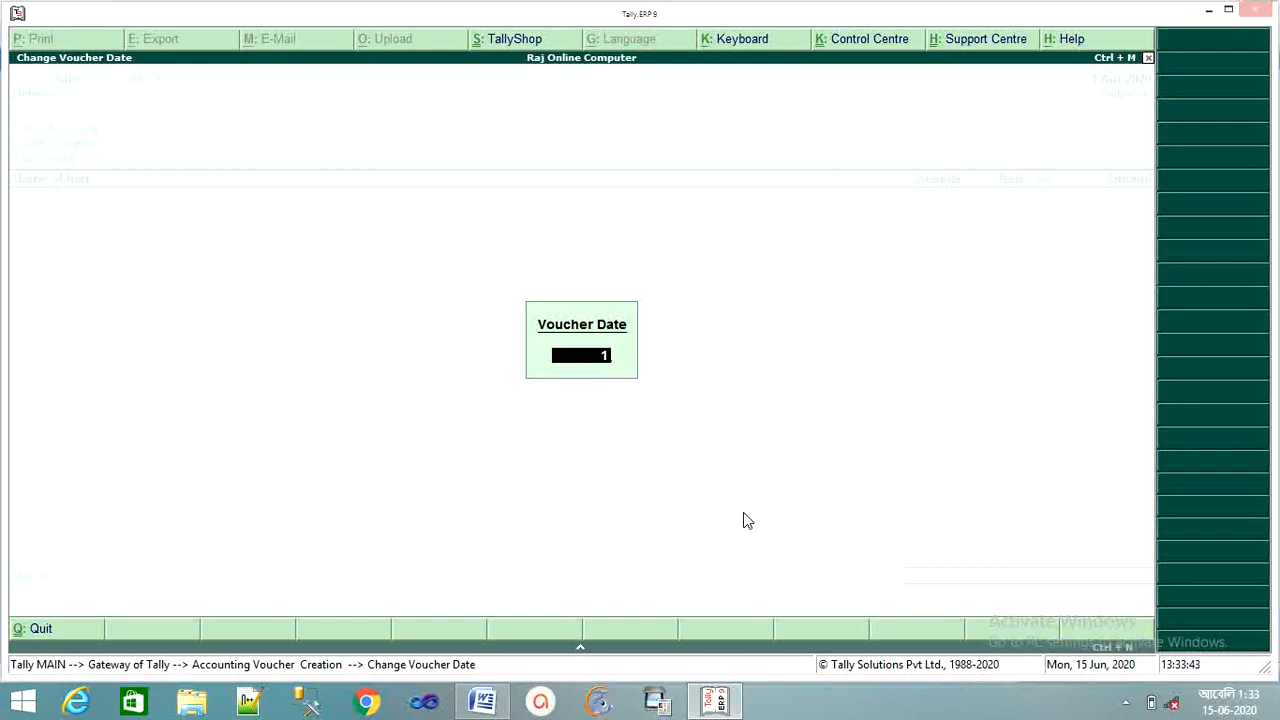 Tally.ERP 9
P: Print E: Export M: E-Mail O: Upload S: TallyShop G: Language K: Keyboard K: Control Centre H: Support Centre H: Help
Change Voucher Date Raj Online Computer Ctrl + M
Voucher Date
1
Activate Windows
Q: Quit
Ctrl + N
Tally MAIN --> Gateway of Tally --> Accounting Voucher Creation --> Change Voucher Date © Tally Solutions Pvt Ltd., 1988-2020 Mon, 15 Jun, 2020 13:33:43
আবেলি 1:33
15-06-2020